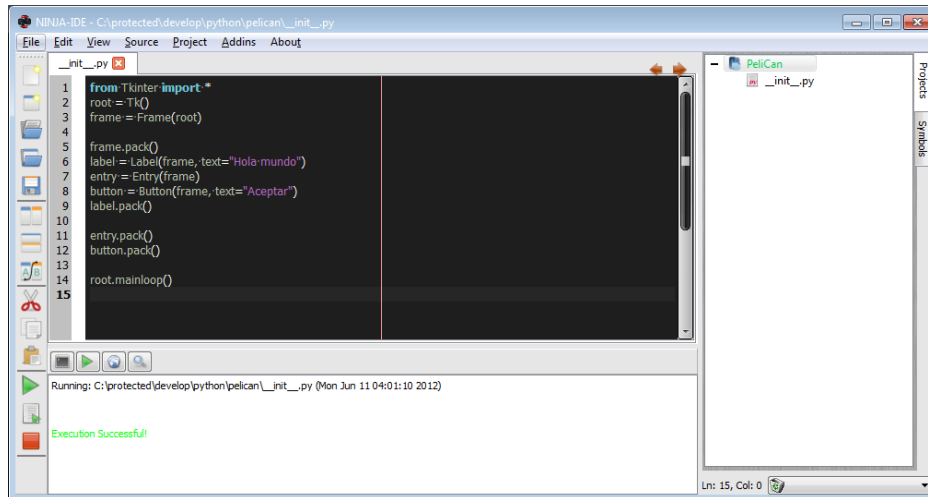 NINJA-IDE - C:\protected\develop\python\pelican\__init__.py
File Edit View Source Project Addins About
__init__.py
1 from Tkinter import *
2 root = Tk()
3 frame = Frame(root)
4
5 frame.pack()
6 label = Label(frame, text="Hola mundo")
7 entry = Entry(frame)
8 button = Button(frame, text="Aceptar")
9 label.pack()
10
11 entry.pack()
12 button.pack()
13
14 root.mainloop()
15
Running: C:\protected\develop\python\pelican\__init__.py (Mon Jun 11 04:01:10 2012)
Execution Successful!
PeliCan
__init__.py
Projects
Symbols
Ln: 15, Col: 0